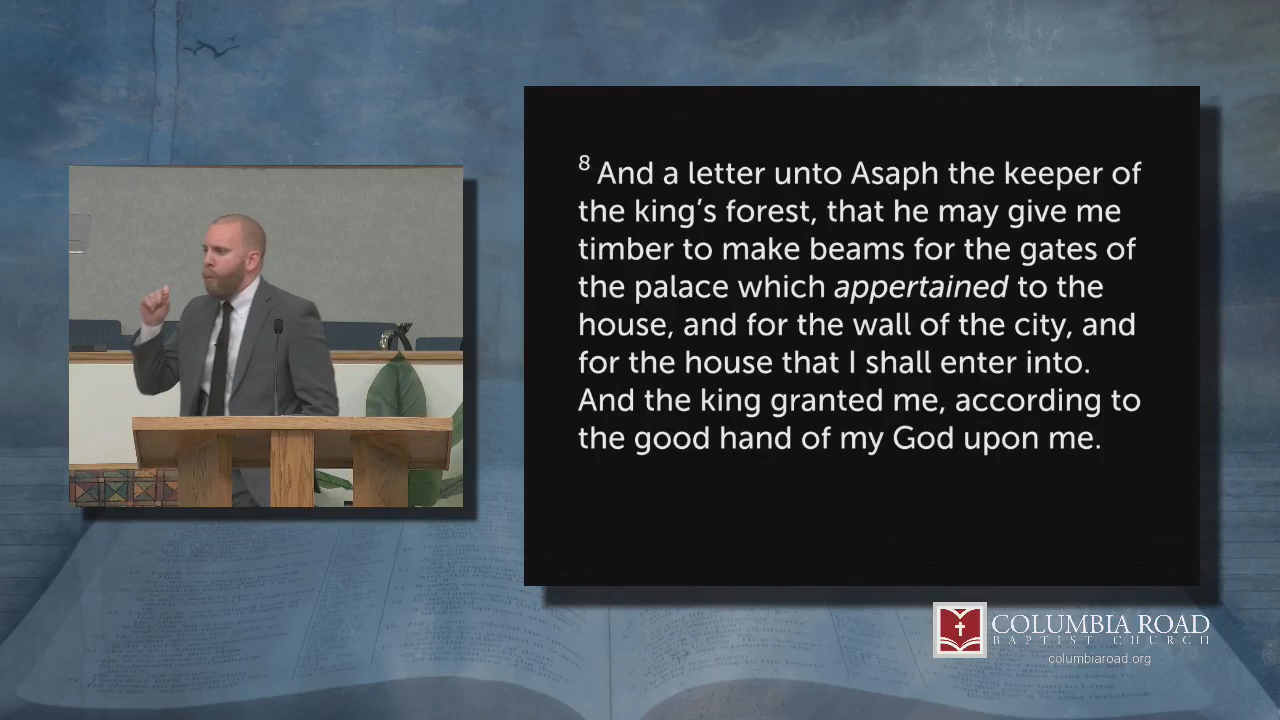 8 And a letter unto Asaph the keeper of
the king’s forest, that he may give me
timber to make beams for the gates of
the palace which appertained to the
house, and for the wall of the city, and
for the house that I shall enter into.
And the king granted me, according to
the good hand of my God upon me.
COLUMBIA ROAD
BAPTIST CHURCH
columbiaroad.org